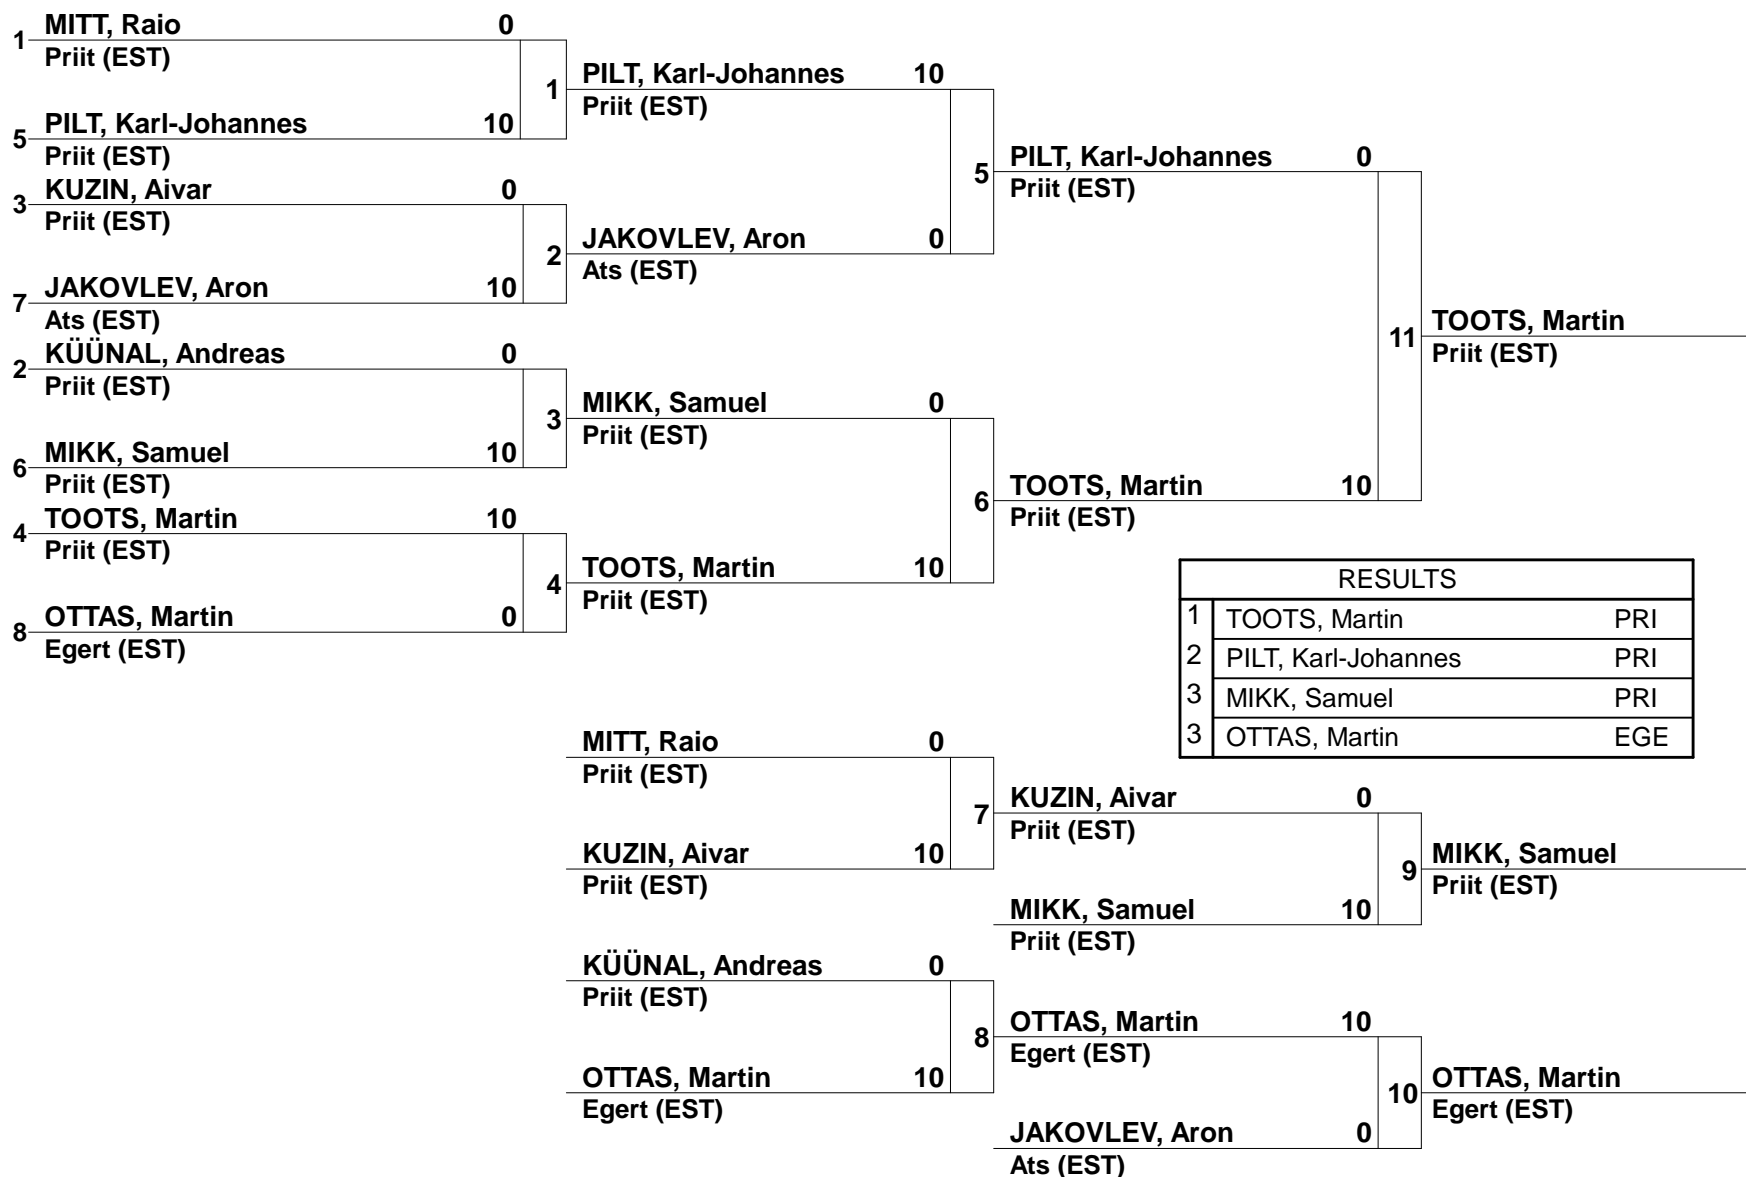 MITT, Raio 0
1
Priit (EST)
PILT, Karl-Johannes 10
5
Priit (EST)
KUZIN, Aivar 0
3
Priit (EST)
JAKOVLEV, Aron 10
7
Ats (EST)
KÜÜNAL, Andreas 0
2
Priit (EST)
MIKK, Samuel 10
6
Priit (EST)
TOOTS, Martin 10
4
Priit (EST)
OTTAS, Martin 0
8
Egert (EST)
1
PILT, Karl-Johannes 10
Priit (EST)
2
JAKOVLEV, Aron 0
Ats (EST)
3
MIKK, Samuel 0
Priit (EST)
4
TOOTS, Martin 10
Priit (EST)
5
PILT, Karl-Johannes 0
Priit (EST)
6
TOOTS, Martin 10
Priit (EST)
11
TOOTS, Martin
Priit (EST)
RESULTS
1 TOOTS, Martin PRI
2 PILT, Karl-Johannes PRI
3 MIKK, Samuel PRI
3 OTTAS, Martin EGE
MITT, Raio 0
Priit (EST)
KUZIN, Aivar 10
Priit (EST)
KÜÜNAL, Andreas 0
Priit (EST)
OTTAS, Martin 10
Egert (EST)
7
KUZIN, Aivar 0
Priit (EST)
MIKK, Samuel 10
Priit (EST)
8
OTTAS, Martin 10
Egert (EST)
JAKOVLEV, Aron 0
Ats (EST)
9
MIKK, Samuel
Priit (EST)
10
OTTAS, Martin
Egert (EST)